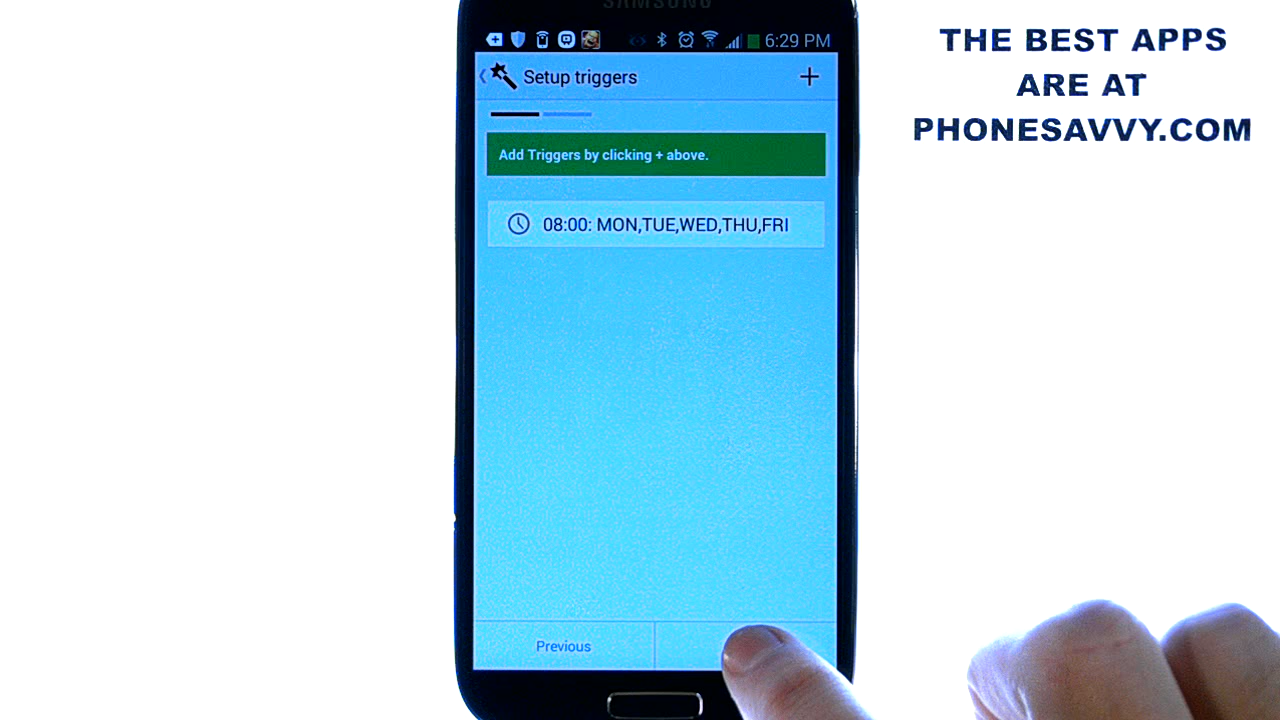 SAMSUNG
6:29 PM
Setup triggers
Add Triggers by clicking + above.
08:00: MON,TUE,WED,THU,FRI
Previous
THE BEST APPS
ARE AT
PHONESAVVY.COM